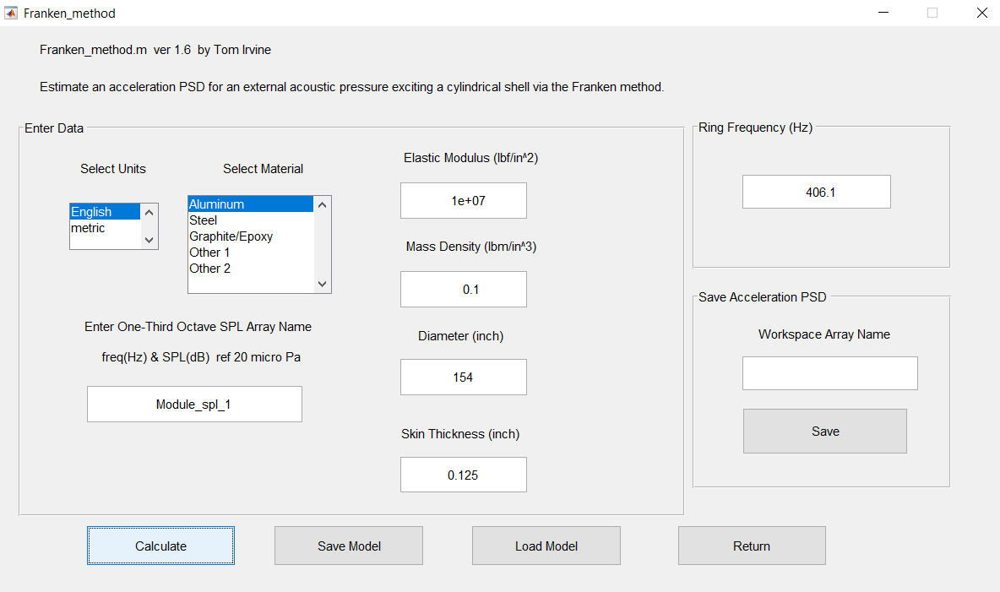 Franken_method
Franken_method.m  ver 1.6  by Tom Irvine
Estimate an acceleration PSD for an external acoustic pressure exciting a cylindrical shell via the Franken method.
Enter Data
Select Units
English
metric
Select Material
Aluminum
Steel
Graphite/Epoxy
Other 1
Other 2
Enter One-Third Octave SPL Array Name
freq(Hz) & SPL(dB)  ref 20 micro Pa
Module_spl_1
Elastic Modulus (lbf/in^2)
1e+07
Mass Density (lbm/in^3)
0.1
Diameter (inch)
154
Skin Thickness (inch)
0.125
Ring Frequency (Hz)
406.1
Save Acceleration PSD
Workspace Array Name
Save
Calculate
Save Model
Load Model
Return